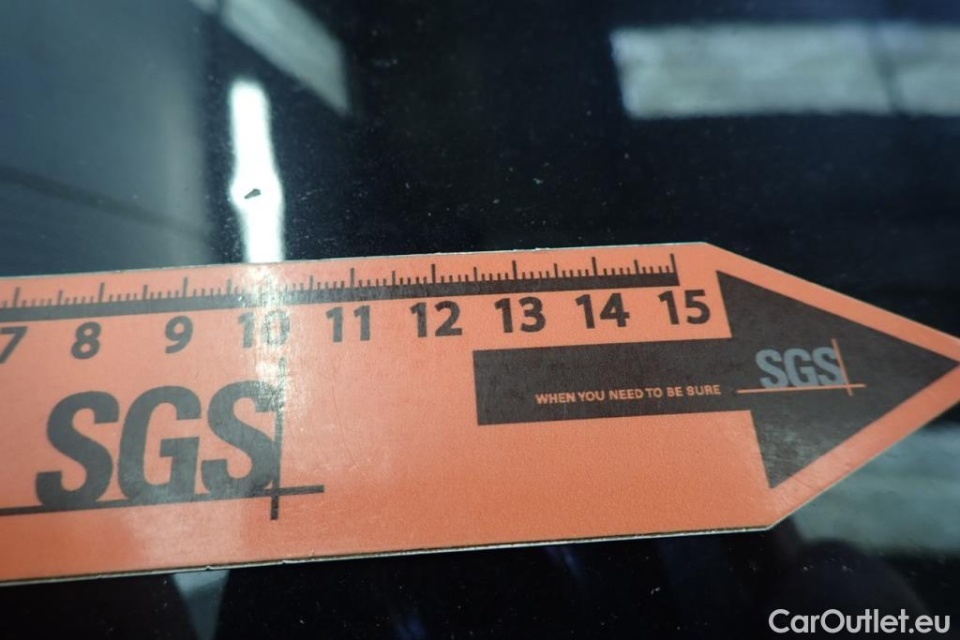 7 8 9 10 11 12 13 14 15
WHEN YOU NEED TO BE SURE
SGS
SGS
CarOutlet.eu